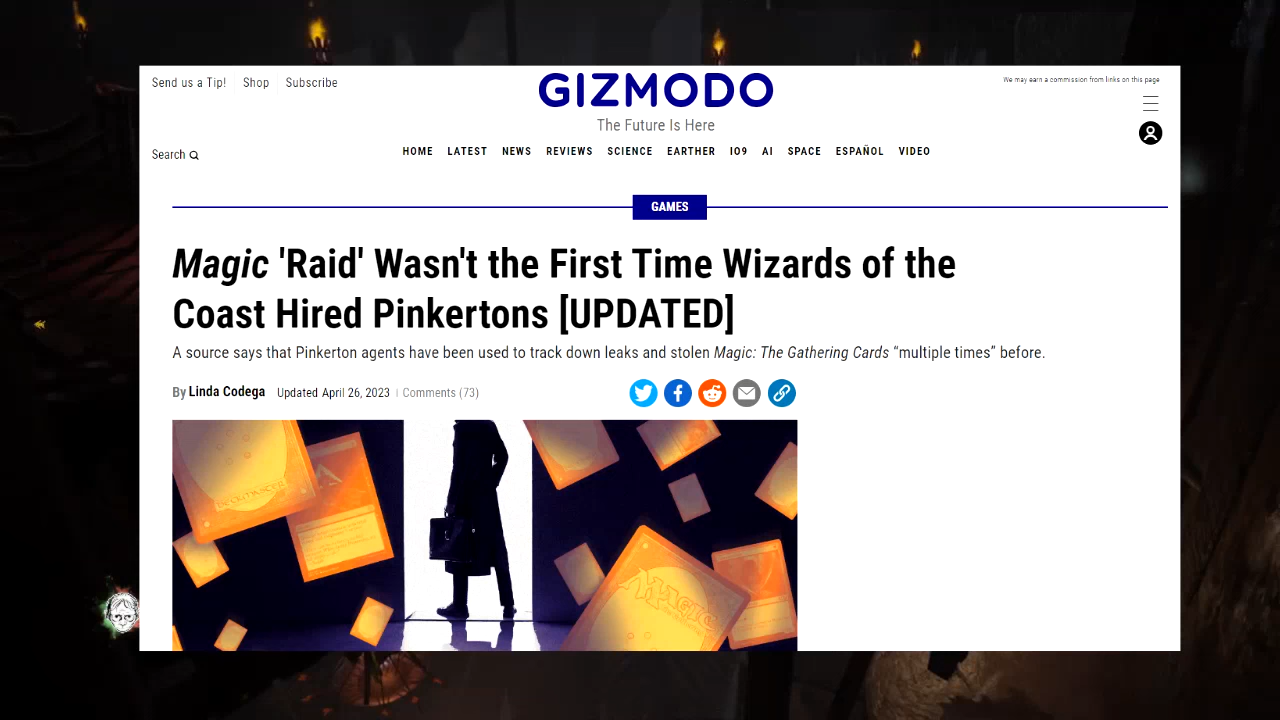 Send us a Tip! Shop Subscribe
GIZMODO
We may earn a commission from links on this page
The Future Is Here
Search
HOME LATEST NEWS REVIEWS SCIENCE EARTHER IO9 AI SPACE ESPAÑOL VIDEO
GAMES
Magic 'Raid' Wasn't the First Time Wizards of the
Coast Hired Pinkertons [UPDATED]
A source says that Pinkerton agents have been used to track down leaks and stolen Magic: The Gathering Cards “multiple times” before.
By Linda Codega Updated April 26, 2023 Comments (73)
DECKMASTER
MAGIC